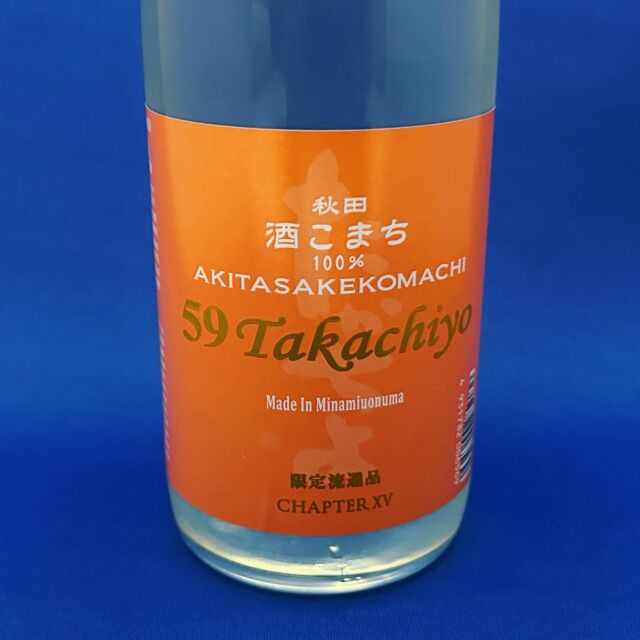 秋田
酒こまち
100%
AKITASAKEKOMACHI
59 Takachiyo
Made In Minamiuonuma
限定流通品
CHAPTER XV